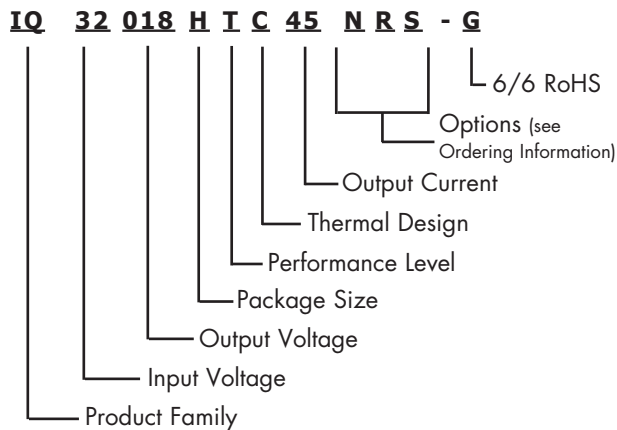 IQ 32 018 H T C 45 N R S - G
6/6 RoHS
Options (see
Ordering Information)
Output Current
Thermal Design
Performance Level
Package Size
Output Voltage
Input Voltage
Product Family